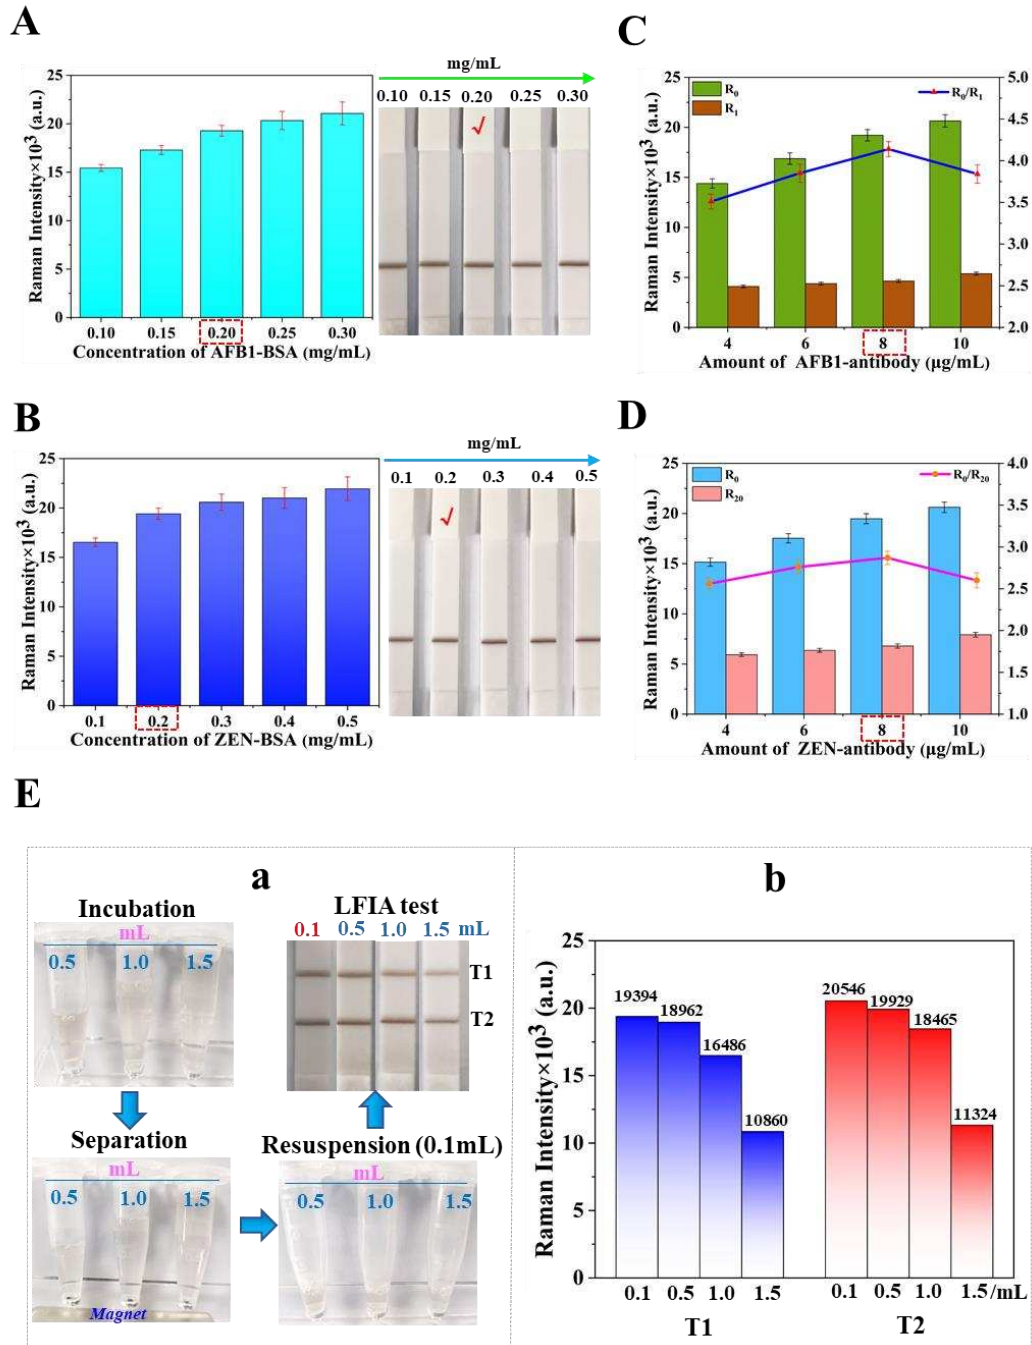 A
25
20
15
10
5
0
Raman Intensity×10³ (a.u.)
0.10 0.15 0.20 0.25 0.30
Concentration of AFB1-BSA (mg/mL)
mg/mL
0.10 0.15 0.20 0.25 0.30
√
C
25
20
15
10
5
0
Raman Intensity×10³ (a.u.)
R₀
R₁
R₀/R₁
5.0
4.5
4.0
3.5
3.0
2.5
2.0
4 6 8 10
Amount of AFB1-antibody (μg/mL)
B
25
20
15
10
5
0
Raman Intensity×10³ (a.u.)
0.1 0.2 0.3 0.4 0.5
Concentration of ZEN-BSA (mg/mL)
mg/mL
0.1 0.2 0.3 0.4 0.5
√
D
25
20
15
10
5
0
Raman Intensity×10³ (a.u.)
R₀
R₂₀
R₀/R₂₀
4.0
3.5
3.0
2.5
2.0
1.5
1.0
4 6 8 10
Amount of ZEN-antibody (μg/mL)
E
a
Incubation
mL
0.5 1.0 1.5
LFIA test
0.1 0.5 1.0 1.5 mL
T1
T2
Separation
mL
0.5 1.0 1.5
Magnet
Resuspension (0.1mL)
mL
0.5 1.0 1.5
b
25
20
15
10
5
0
Raman Intensity×10³ (a.u.)
19394 18962 16486 10860
20546 19929 18465 11324
0.1 0.5 1.0 1.5 0.1 0.5 1.0 1.5 /mL
T1 T2